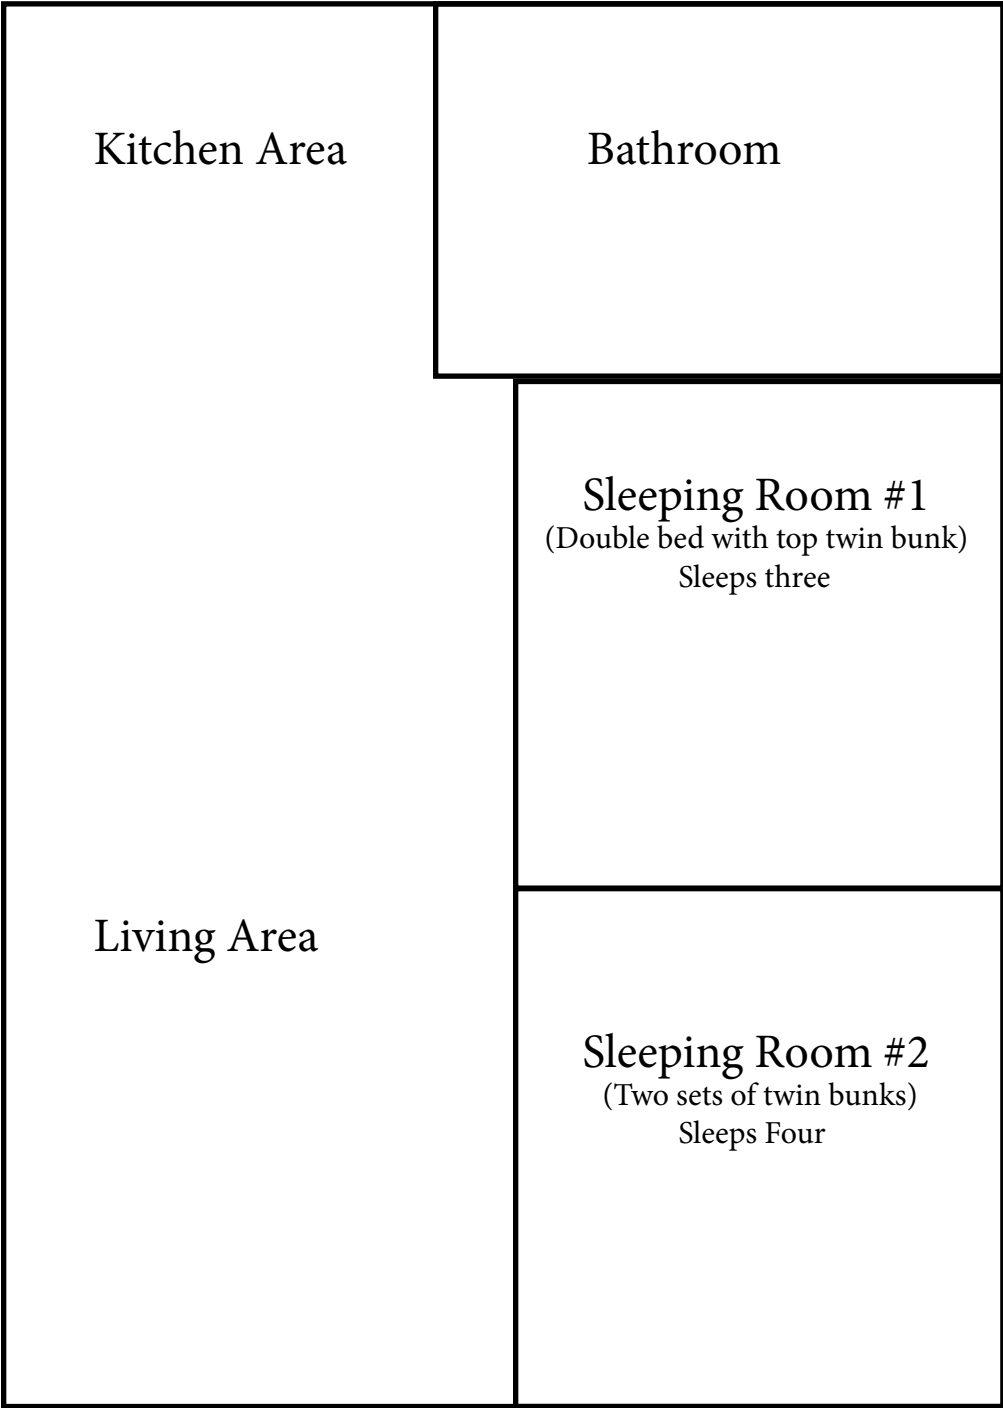 Kitchen Area
Bathroom
Sleeping Room #1
(Double bed with top twin bunk)
Sleeps three
Living Area
Sleeping Room #2
(Two sets of twin bunks)
Sleeps Four